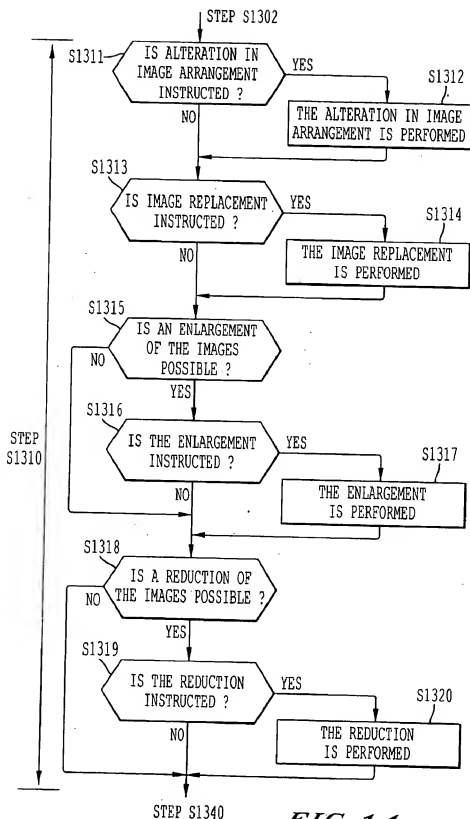 STEP S1302
S1311
IS ALTERATION IN
IMAGE ARRANGEMENT
INSTRUCTED ?
YES
NO
S1312
THE ALTERATION IN IMAGE
ARRANGEMENT IS PERFORMED
S1313
IS IMAGE REPLACEMENT
INSTRUCTED ?
YES
NO
S1314
THE IMAGE REPLACEMENT
IS PERFORMED
S1315
IS AN ENLARGEMENT
OF THE IMAGES
POSSIBLE ?
NO
YES
STEP
S1310
S1316
IS THE ENLARGEMENT
INSTRUCTED ?
YES
NO
S1317
THE ENLARGEMENT
IS PERFORMED
S1318
IS A REDUCTION OF
THE IMAGES POSSIBLE ?
NO
YES
S1319
IS THE REDUCTION
INSTRUCTED ?
YES
NO
S1320
THE REDUCTION
IS PERFORMED
STEP S1340